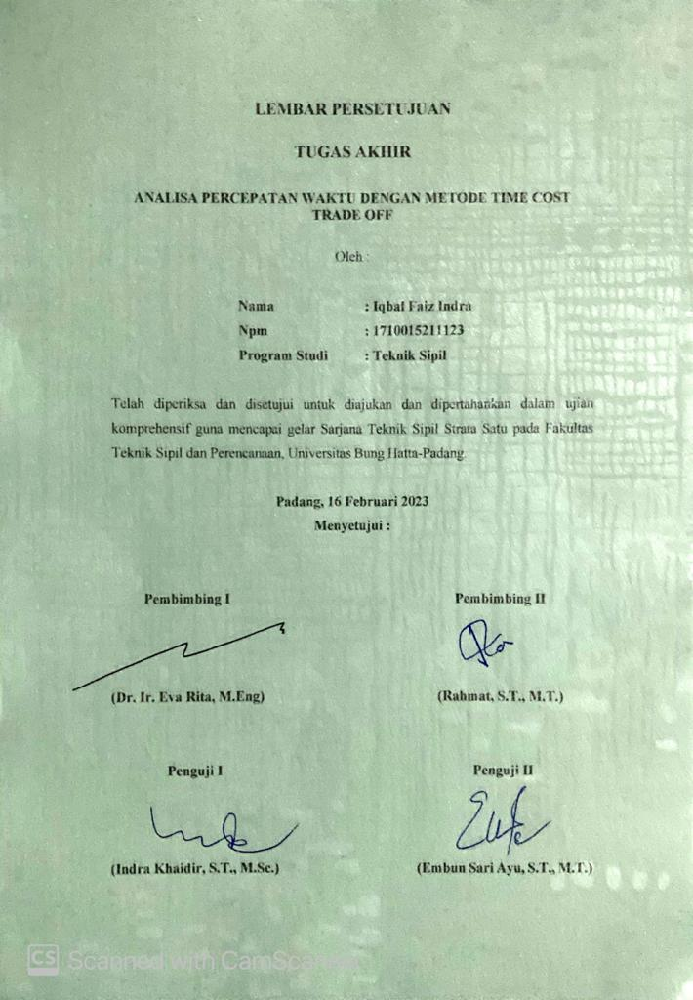 LEMBAR PERSETUJUAN
TUGAS AKHIR
ANALISA PERCEPATAN WAKTU DENGAN METODE TIME COST
TRADE OFF
Oleh :
Nama : Iqbal Faiz Indra
Npm : 1710015211123
Program Studi : Teknik Sipil
Telah diperiksa dan disetujui untuk diajukan dan dipertahankan dalam ujian
komprehensif guna mencapai gelar Sarjana Teknik Sipil Strata Satu pada Fakultas
Teknik Sipil dan Perencanaan, Universitas Bung Hatta-Padang.
Padang, 16 Februari 2023
Menyetujui :
Pembimbing I Pembimbing II
(Dr. Ir. Eva Rita, M.Eng) (Rahmat, S.T., M.T.)
Penguji I Penguji II
(Indra Khaidir, S.T., M.Sc.) (Embun Sari Ayu, S.T., M.T.)
CS Scanned with CamScanner